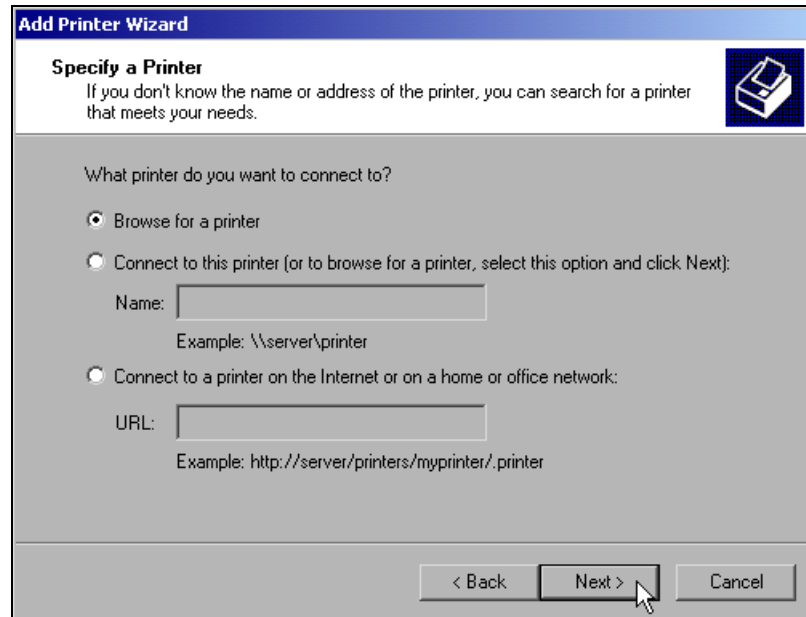 Add Printer Wizard
Specify a Printer
If you don't know the name or address of the printer, you can search for a printer
that meets your needs.
What printer do you want to connect to?
Browse for a printer
Connect to this printer (or to browse for a printer, select this option and click Next):
Name:
Example: \\server\printer
Connect to a printer on the Internet or on a home or office network:
URL:
Example: http://server/printers/myprinter/.printer
< Back Next > Cancel